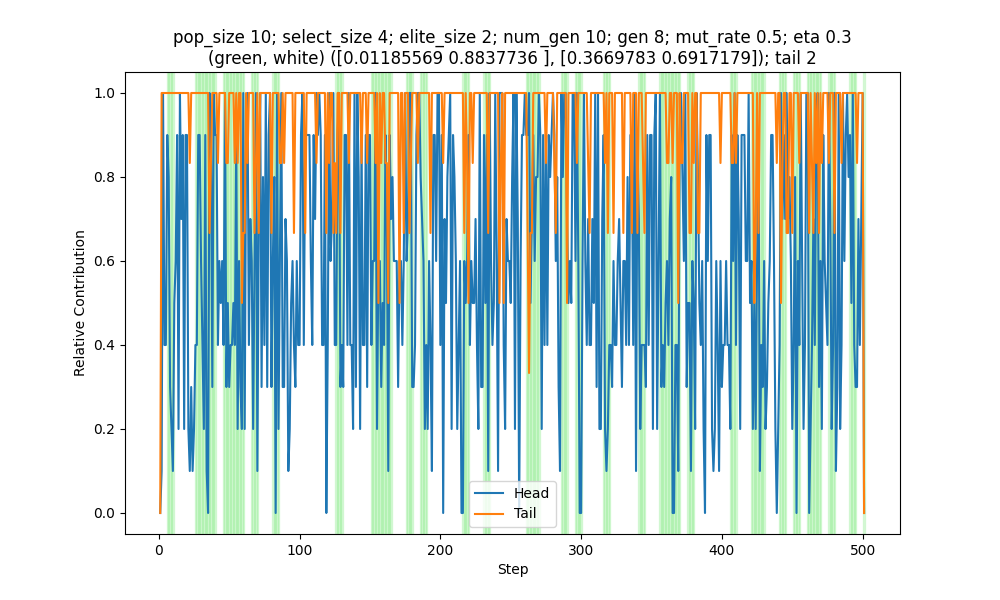 pop_size 10; select_size 4; elite_size 2; num_gen 10; gen 8; mut_rate 0.5; eta 0.3
(green, white) ([0.01185569 0.8837736 ], [0.3669783 0.6917179]); tail 2
1.0
0.8
0.6
0.4
0.2
0.0
Relative Contribution
Head
Tail
0 100 200 300 400 500
Step